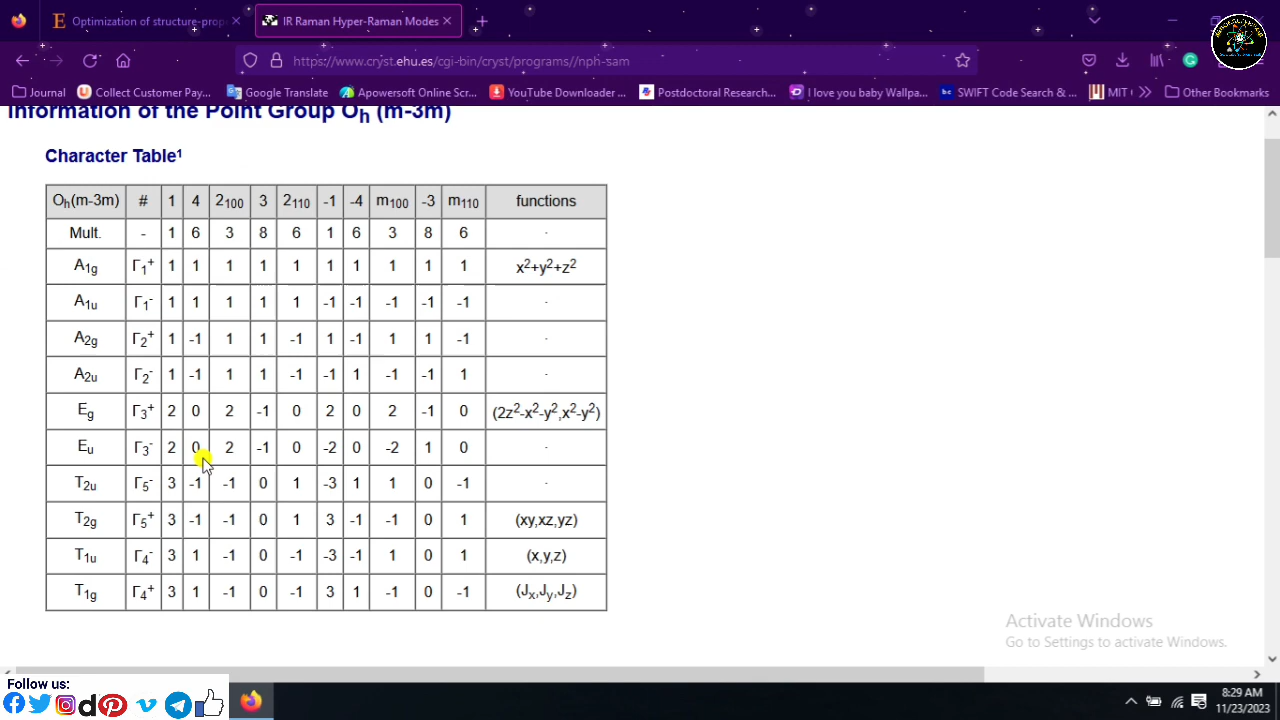 Optimization of structure-prop
IR Raman Hyper-Raman Modes
https://www.cryst.ehu.es/cgi-bin/cryst/programs//nph-sam
Journal Collect Customer Pay... Google Translate Apowersoft Online Scr... YouTube Downloader ... Postdoctoral Research... I love you baby Wallpa... SWIFT Code Search & ... MIT Other Bookmarks
Information of the Point Group Oh (m-3m)
Character Table1
Oh(m-3m) # 1 4 2100 3 2110 -1 -4 m100 -3 m110 functions
Mult. - 1 6 3 8 6 1 6 3 8 6 .
A1g Γ1+ 1 1 1 1 1 1 1 1 1 1 x2+y2+z2
A1u Γ1- 1 1 1 1 1 -1 -1 -1 -1 -1 .
A2g Γ2+ 1 -1 1 1 -1 1 -1 1 1 -1 .
A2u Γ2- 1 -1 1 1 -1 -1 1 -1 -1 1 .
Eg Γ3+ 2 0 2 -1 0 2 0 2 -1 0 (2z2-x2-y2,x2-y2)
Eu Γ3- 2 0 2 -1 0 -2 0 -2 1 0 .
T2u Γ5- 3 -1 -1 0 1 -3 1 1 0 -1 .
T2g Γ5+ 3 -1 -1 0 1 3 -1 -1 0 1 (xy,xz,yz)
T1u Γ4- 3 1 -1 0 -1 -3 -1 1 0 1 (x,y,z)
T1g Γ4+ 3 1 -1 0 -1 3 1 -1 0 -1 (Jx,Jy,Jz)
Activate Windows
Go to Settings to activate Windows.
Follow us:
8:29 AM
11/23/2023